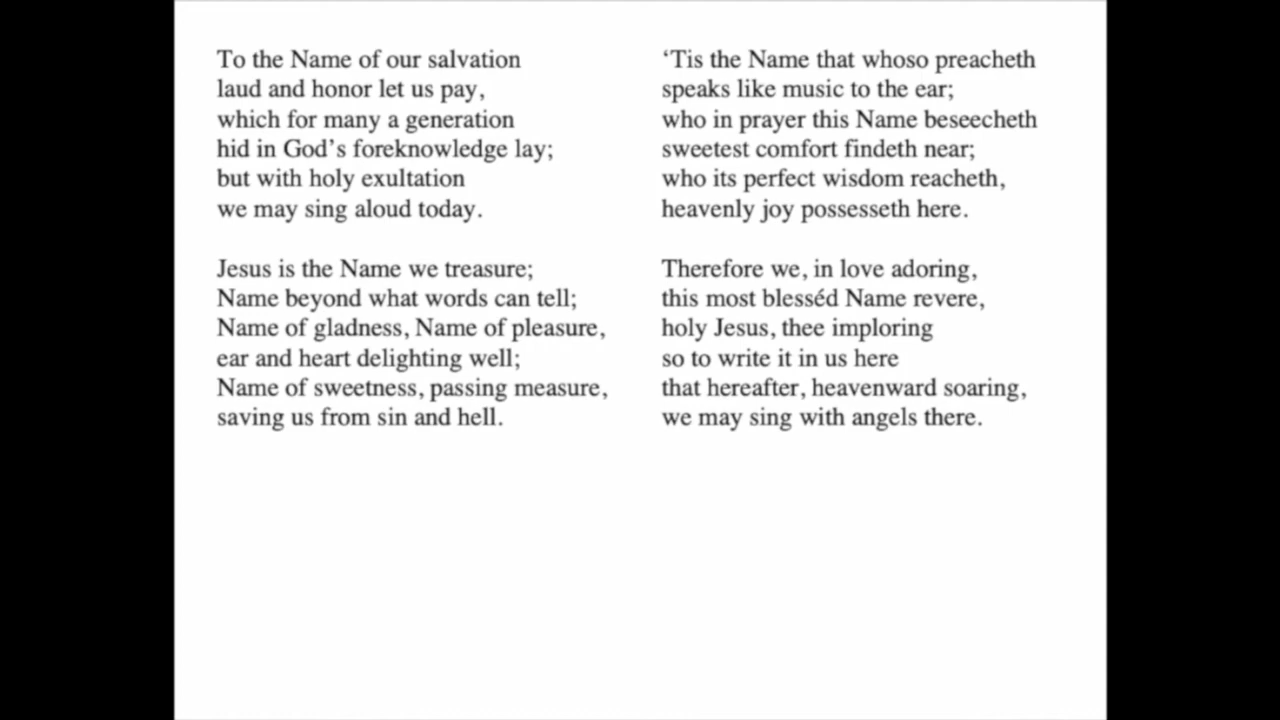 To the Name of our salvation
laud and honor let us pay,
which for many a generation
hid in God’s foreknowledge lay;
but with holy exultation
we may sing aloud today.
Jesus is the Name we treasure;
Name beyond what words can tell;
Name of gladness, Name of pleasure,
ear and heart delighting well;
Name of sweetness, passing measure,
saving us from sin and hell.
‘Tis the Name that whoso preacheth
speaks like music to the ear;
who in prayer this Name beseecheth
sweetest comfort findeth near;
who its perfect wisdom reacheth,
heavenly joy possesseth here.
Therefore we, in love adoring,
this most blesséd Name revere,
holy Jesus, thee imploring
so to write it in us here
that hereafter, heavenward soaring,
we may sing with angels there.